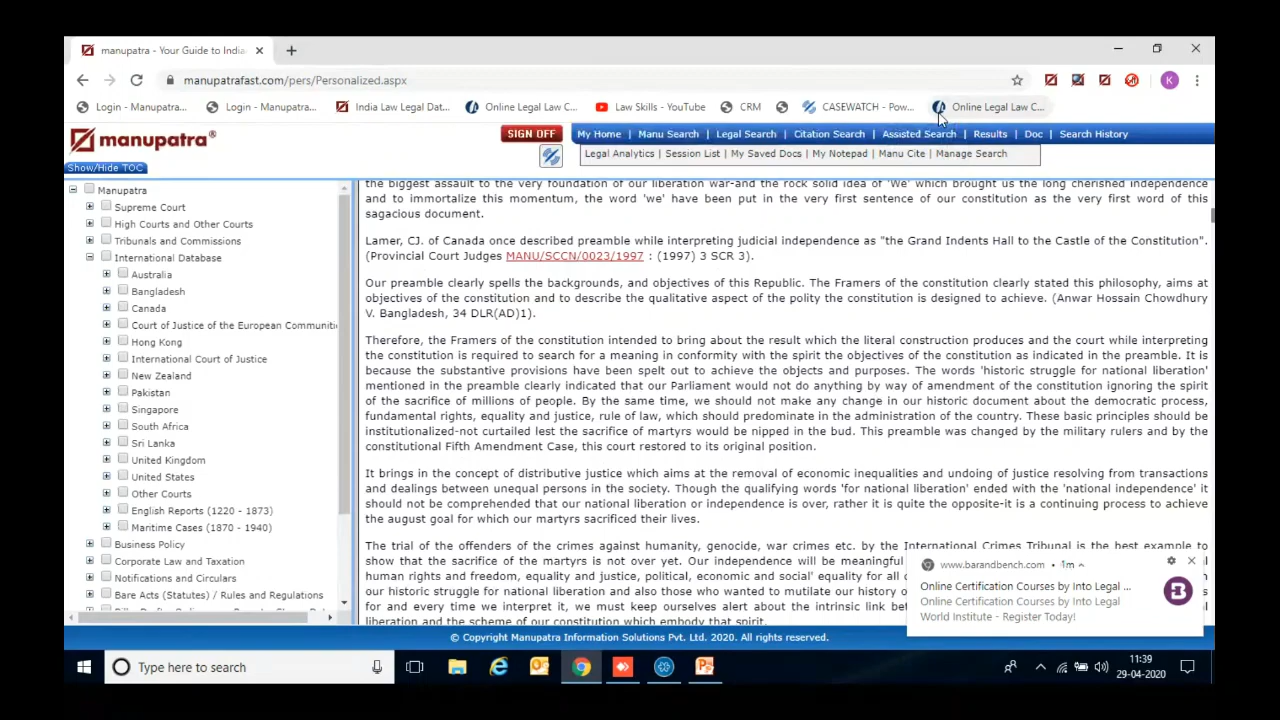 manupatra - Your Guide to India
manupatrafast.com/pers/Personalized.aspx
K
Login - Manupatra...
Login - Manupatra...
India Law Legal Dat...
Online Legal Law C...
Law Skills - YouTube
CRM
CASEWATCH - Pow...
Online Legal Law C...
manupatra®
SIGN OFF
My Home | Manu Search | Legal Search | Citation Search | Assisted Search | Results | Doc | Search History
Legal Analytics | Session List | My Saved Docs | My Notepad | Manu Cite | Manage Search
Show/Hide TOC
Manupatra
Supreme Court
High Courts and Other Courts
Tribunals and Commissions
International Database
Australia
Bangladesh
Canada
Court of Justice of the European Communiti
Hong Kong
International Court of Justice
New Zealand
Pakistan
Singapore
South Africa
Sri Lanka
United Kingdom
United States
Other Courts
English Reports (1220 - 1873)
Maritime Cases (1870 - 1940)
Business Policy
Corporate Law and Taxation
Notifications and Circulars
Bare Acts (Statutes) / Rules and Regulations
the biggest assault to the very foundation of our liberation war-and the rock solid idea of 'We' which brought us the long cherished independence
and to immortalize this momentum, the word 'we' have been put in the very first sentence of our constitution as the very first word of this
sagacious document.
Lamer, CJ. of Canada once described preamble while interpreting judicial independence as "the Grand Indents Hall to the Castle of the Constitution".
(Provincial Court Judges MANU/SCCN/0023/1997 : (1997) 3 SCR 3).
Our preamble clearly spells the backgrounds, and objectives of this Republic. The Framers of the constitution clearly stated this philosophy, aims at
objectives of the constitution and to describe the qualitative aspect of the polity the constitution is designed to achieve. (Anwar Hossain Chowdhury
V. Bangladesh, 34 DLR(AD)1).
Therefore, the Framers of the constitution intended to bring about the result which the literal construction produces and the court while interpreting
the constitution is required to search for a meaning in conformity with the spirit the objectives of the constitution as indicated in the preamble. It is
because the substantive provisions have been spelt out to achieve the objects and purposes. The words 'historic struggle for national liberation'
mentioned in the preamble clearly indicated that our Parliament would not do anything by way of amendment of the constitution ignoring the spirit
of the sacrifice of millions of people. By the same time, we should not make any change in our historic document about the democratic process,
fundamental rights, equality and justice, rule of law, which should predominate in the administration of the country. These basic principles should be
institutionalized-not curtailed lest the sacrifice of martyrs would be nipped in the bud. This preamble was changed by the military rulers and by the
constitutional Fifth Amendment Case, this court restored to its original position.
It brings in the concept of distributive justice which aims at the removal of economic inequalities and undoing of justice resolving from transactions
and dealings between unequal persons in the society. Though the qualifying words 'for national liberation' ended with the 'national independence' it
should not be comprehended that our national liberation or independence is over, rather it is quite the opposite-it is a continuing process to achieve
the august goal for which our martyrs sacrificed their lives.
The trial of the offenders of the crimes against humanity, genocide, war crimes etc. by the International Crimes Tribunal is the best example to
show that the sacrifice of the martyrs is not over yet. Our independence will be meaningful
human rights and freedom, equality and justice, political, economic and social' equality for all c
our historic struggle for national liberation and also those who wanted to mutilate our history o
for and every time we interpret it, we must keep ourselves alert about the intrinsic link be
liberation and the scheme of our constitution which embody that spirit.
www.barandbench.com • 1m
Online Certification Courses by Into Legal ...
Online Certification Courses by Into Legal
World Institute - Register Today!
© Copyright Manupatra Information Solutions Pvt. Ltd. 2020. All rights reserved.
Type here to search
11:39
29-04-2020